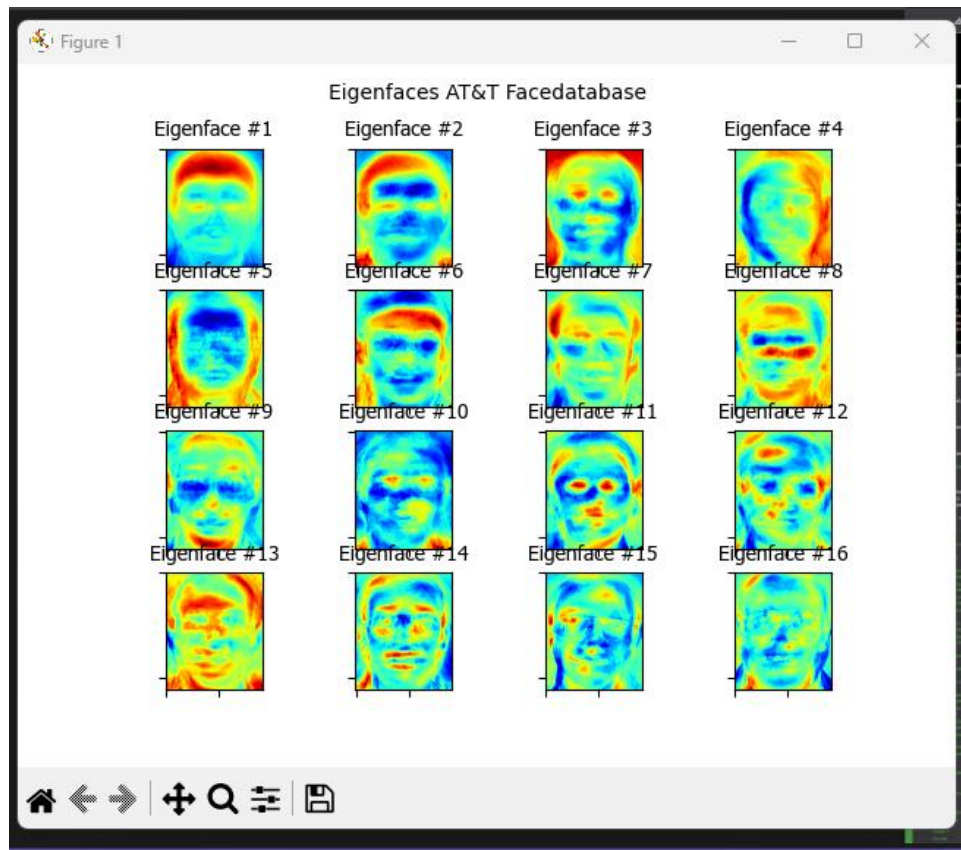 Figure 1
Eigenfaces AT&T Facedatabase
Eigenface #1 Eigenface #2 Eigenface #3 Eigenface #4
Eigenface #5 Eigenface #6 Eigenface #7 Eigenface #8
Eigenface #9 Eigenface #10 Eigenface #11 Eigenface #12
Eigenface #13 Eigenface #14 Eigenface #15 Eigenface #16